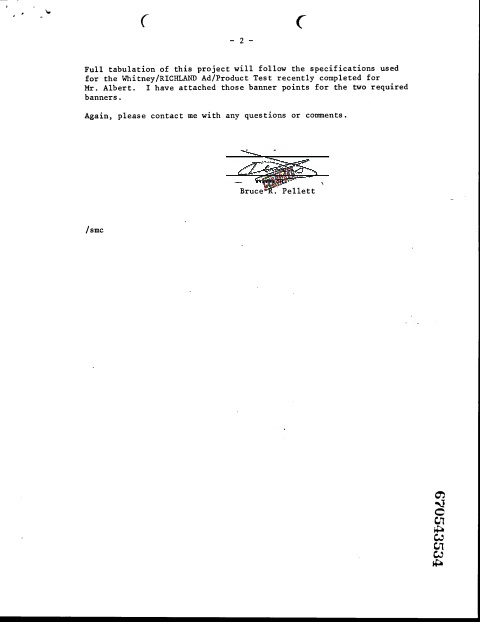 - 2 -
Full tabulation of this project will follow the specifications used
for the Whitney/RICHLAND Ad/Product Test recently completed for
Mr. Albert. I have attached those banner points for the two required
banners.
Again, please contact me with any questions or comments.
Bruce R. Pellett
/smc
670543534